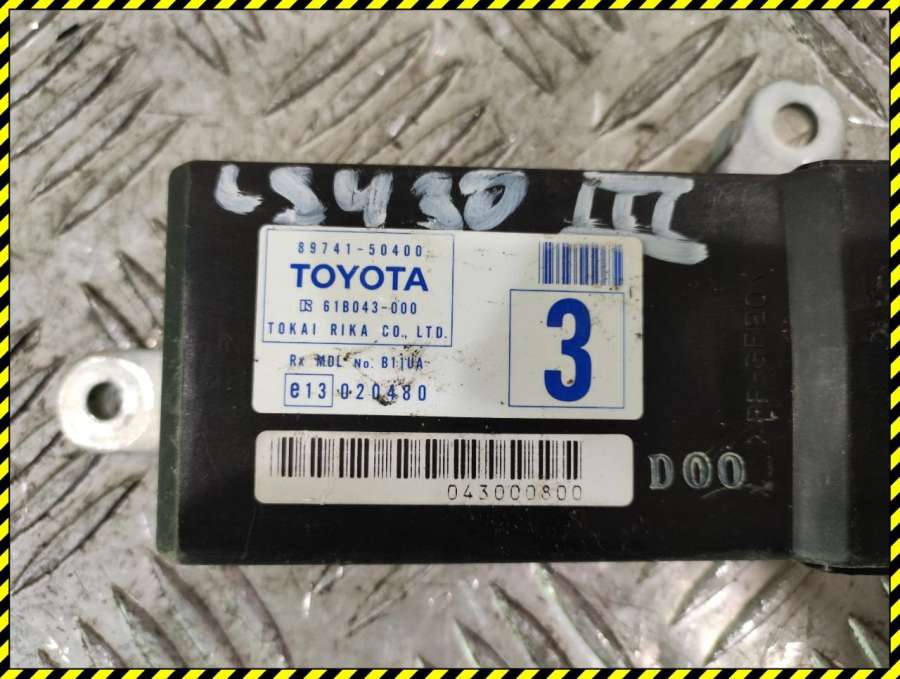 LS430 III
89741-50400
TOYOTA
61B043-000
TOKAI RIKA CO., LTD.
Rx MDL No. B11UA
e13 020480
3
043000800
D00